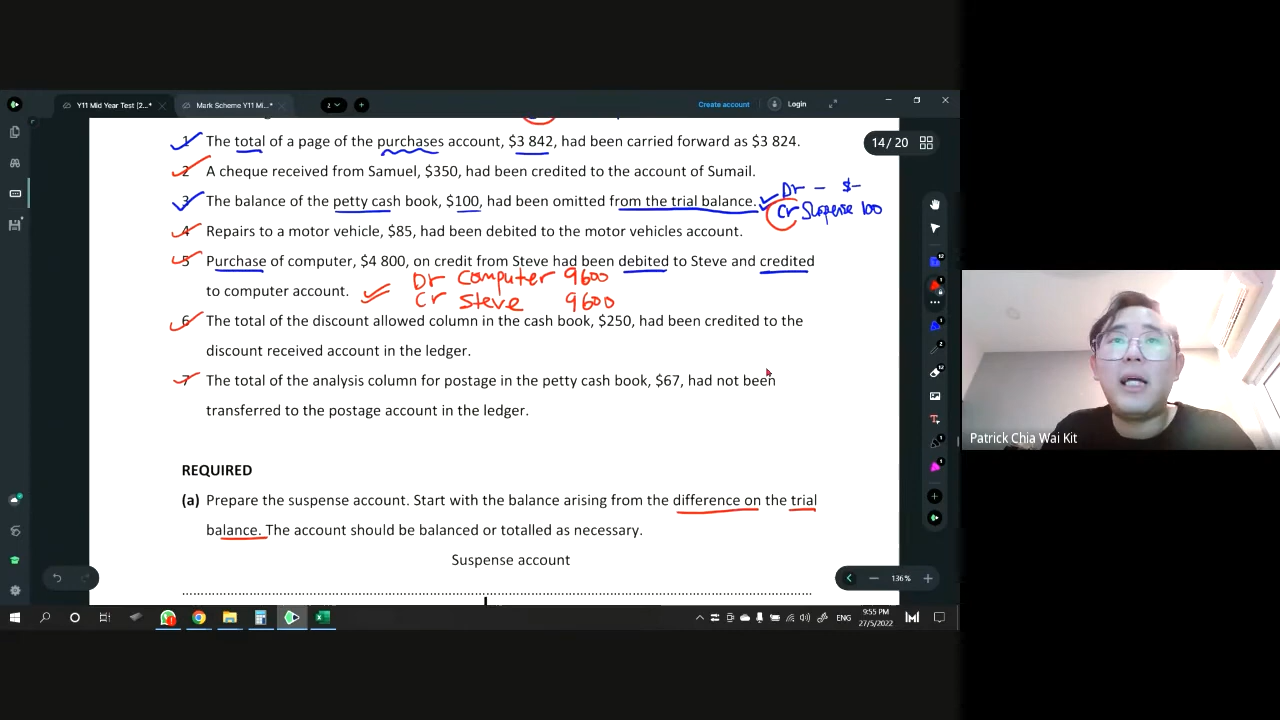 Y11 Mid Year Test (2...*
Mark Scheme Y11 Mi...*
2
Create account
Login
14 / 20
1 The total of a page of the purchases account, $3 842, had been carried forward as $3 824.
2 A cheque received from Samuel, $350, had been credited to the account of Sumail.
Dr – $–
3 The balance of the petty cash book, $100, had been omitted from the trial balance.
Cr Suspense 100
4 Repairs to a motor vehicle, $85, had been debited to the motor vehicles account.
5 Purchase of computer, $4 800, on credit from Steve had been debited to Steve and credited
to computer account.
Dr Computer 9600
Cr Steve 9600
6 The total of the discount allowed column in the cash book, $250, had been credited to the
discount received account in the ledger.
7 The total of the analysis column for postage in the petty cash book, $67, had not been
transferred to the postage account in the ledger.
REQUIRED
(a) Prepare the suspense account. Start with the balance arising from the difference on the trial
balance. The account should be balanced or totalled as necessary.
Suspense account
136%
Patrick Chia Wai Kit
ENG
9:55 PM
27/5/2022